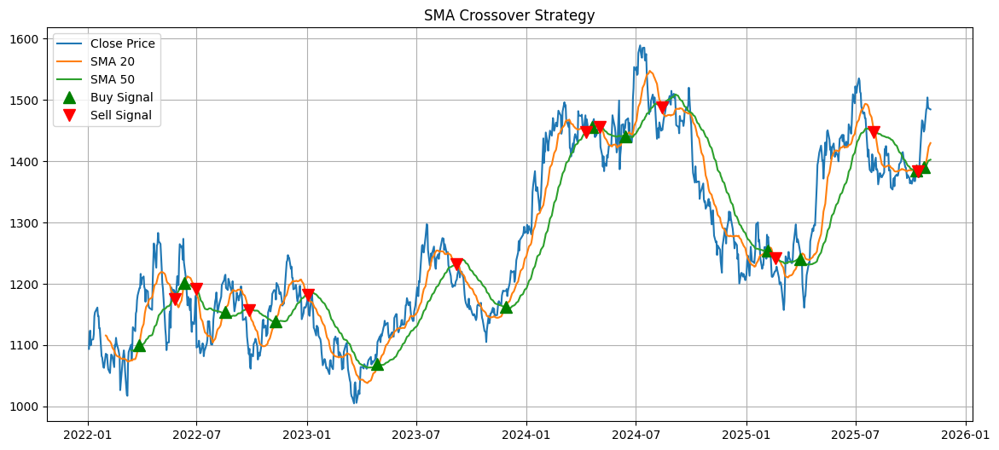 SMA Crossover Strategy
1600
1500
1400
1300
1200
1100
1000
Close Price
SMA 20
SMA 50
Buy Signal
Sell Signal
2022-01 2022-07 2023-01 2023-07 2024-01 2024-07 2025-01 2025-07 2026-01